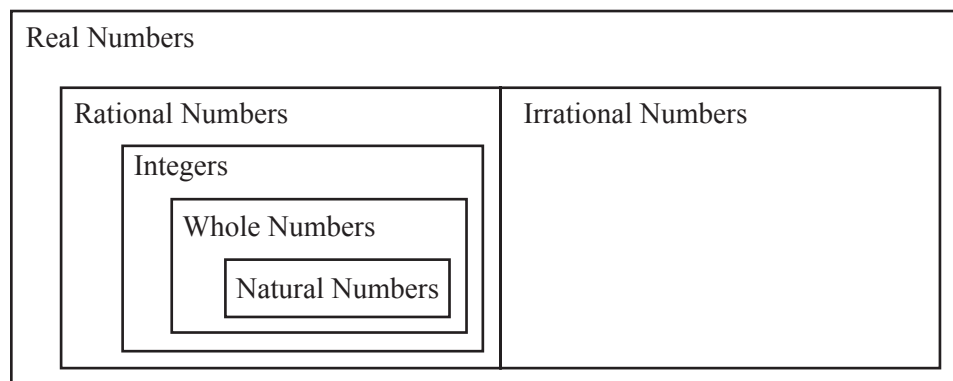 Real Numbers
Rational Numbers
Irrational Numbers
Integers
Whole Numbers
Natural Numbers